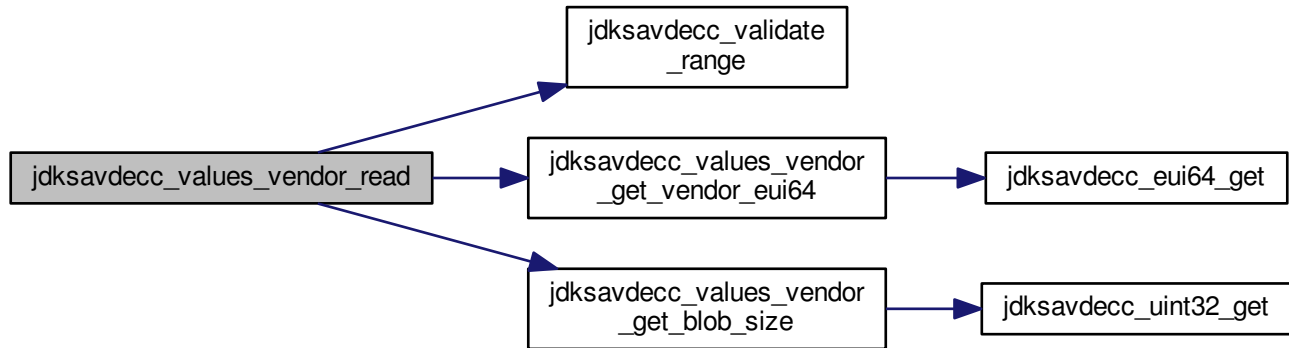 jdksavdecc_validate
_range
jdksavdecc_values_vendor_read
jdksavdecc_values_vendor
_get_vendor_eui64
jdksavdecc_eui64_get
jdksavdecc_values_vendor
_get_blob_size
jdksavdecc_uint32_get